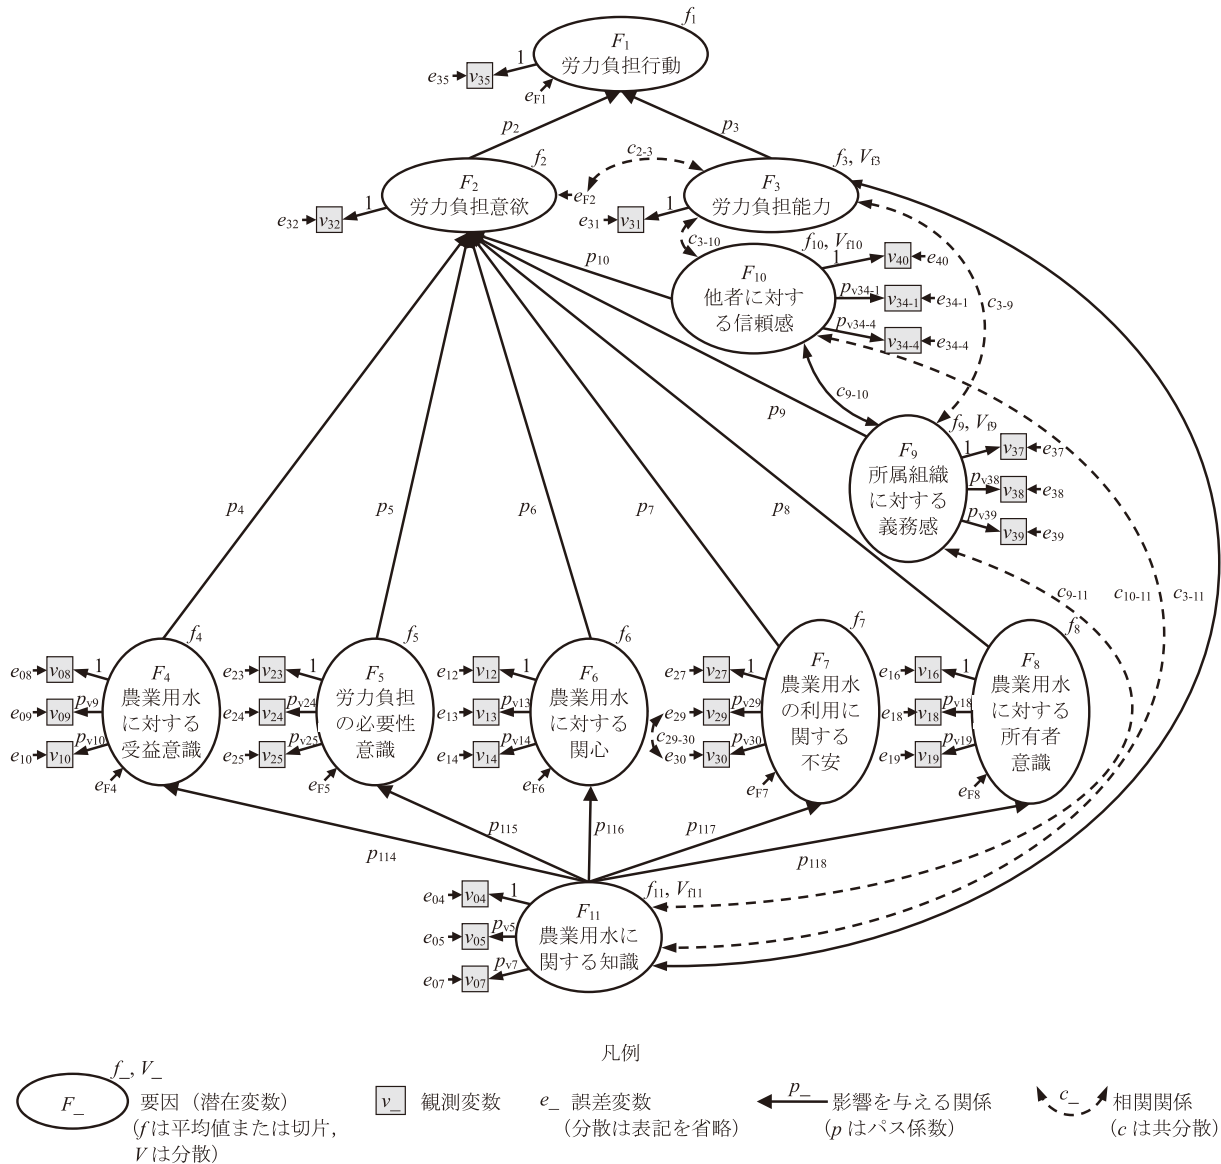 f1
F1
労力負担行動
1
e35
v35
eF1
p2
p3
f2
F2
労力負担意欲
1
e32
v32
eF2
c2-3
f3, Vf3
F3
労力負担能力
1
e31
v31
c3-10
p10
f10, Vf10
F10
他者に対す
る信頼感
1
v40
e40
pv34-1
v34-1
e34-1
pv34-4
v34-4
e34-4
c3-9
c9-10
p9
f9, Vf9
F9
所属組織
に対する
義務感
1
v37
e37
pv38
v38
e38
pv39
v39
e39
p4
p5
p6
p7
p8
c9-11
c10-11
c3-11
f4
F4
農業用水
に対する
受益意識
e08
v08
1
e09
v09
pv9
e10
v10
pv10
eF4
f5
F5
労力負担
の必要性
意識
e23
v23
1
e24
v24
pv24
e25
v25
pv25
eF5
f6
F6
農業用水
に対する
関心
e12
v12
1
e13
v13
pv13
e14
v14
pv14
eF6
f7
F7
農業用水
の利用に
関する
不安
e27
v27
1
e29
v29
pv29
c29-30
e30
v30
pv30
eF7
f8
F8
農業用水
に対する
所有者
意識
e16
v16
1
e18
v18
pv18
e19
v19
pv19
eF8
p114
p115
p116
p117
p118
f11, Vf11
F11
農業用水に
関する知識
e04
v04
1
e05
v05
pv5
e07
v07
pv7
凡例
f_, V_
F_
要因（潜在変数）
(fは平均値または切片,
Vは分散)
v_
観測変数
e_ 誤差変数
(分散は表記を省略)
p_
影響を与える関係
(pはパス係数)
c_
相関関係
(cは共分散)